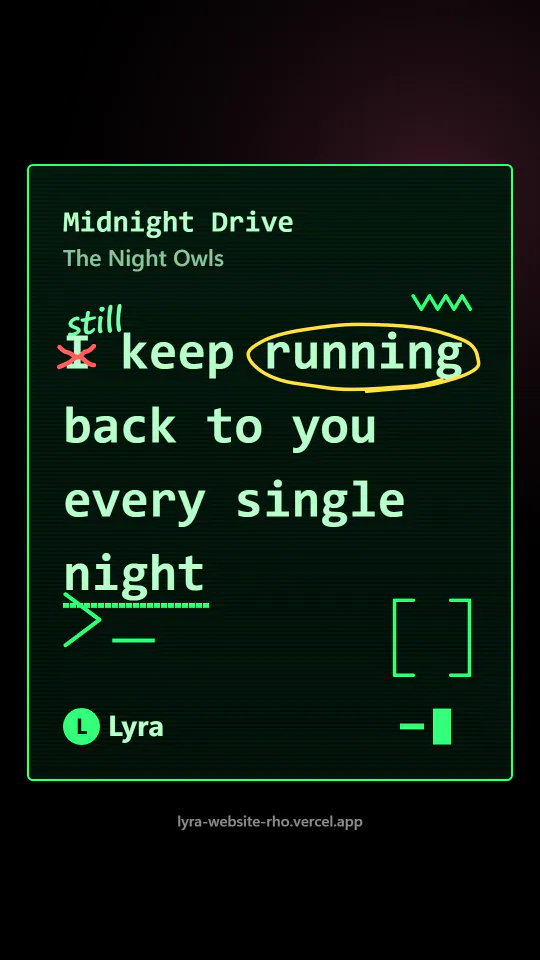 Midnight Drive
The Night Owls
still
I keep running
back to you
every single
night
>_
[ ]
L Lyra
lyra-website-rho.vercel.app